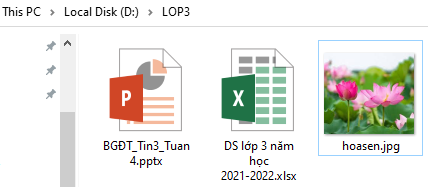 This PC > Local Disk (D:) > LOP3
P
BGĐT_Tin3_Tuan
4.pptx
X
DS lớp 3 năm
học
2021-2022.xlsx
hoasen.jpg